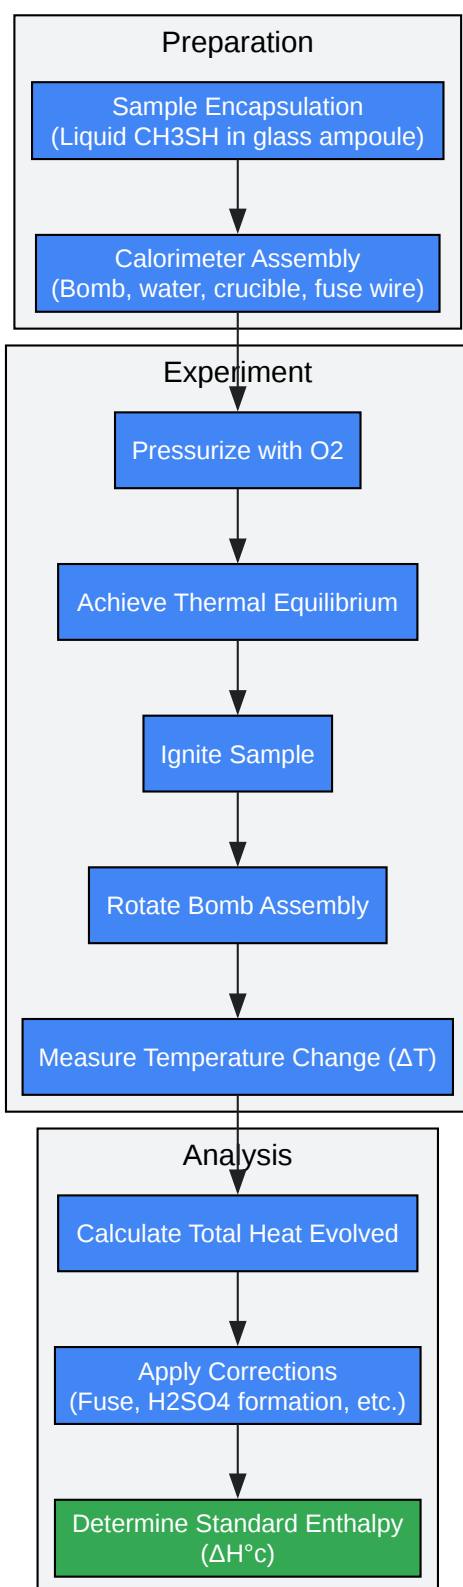 Preparation
Sample Encapsulation
(Liquid CH3SH in glass ampoule)
Calorimeter Assembly
(Bomb, water, crucible, fuse wire)
Experiment
Pressurize with O2
Achieve Thermal Equilibrium
Ignite Sample
Rotate Bomb Assembly
Measure Temperature Change (ΔT)
Analysis
Calculate Total Heat Evolved
Apply Corrections
(Fuse, H2SO4 formation, etc.)
Determine Standard Enthalpy
(ΔH°c)